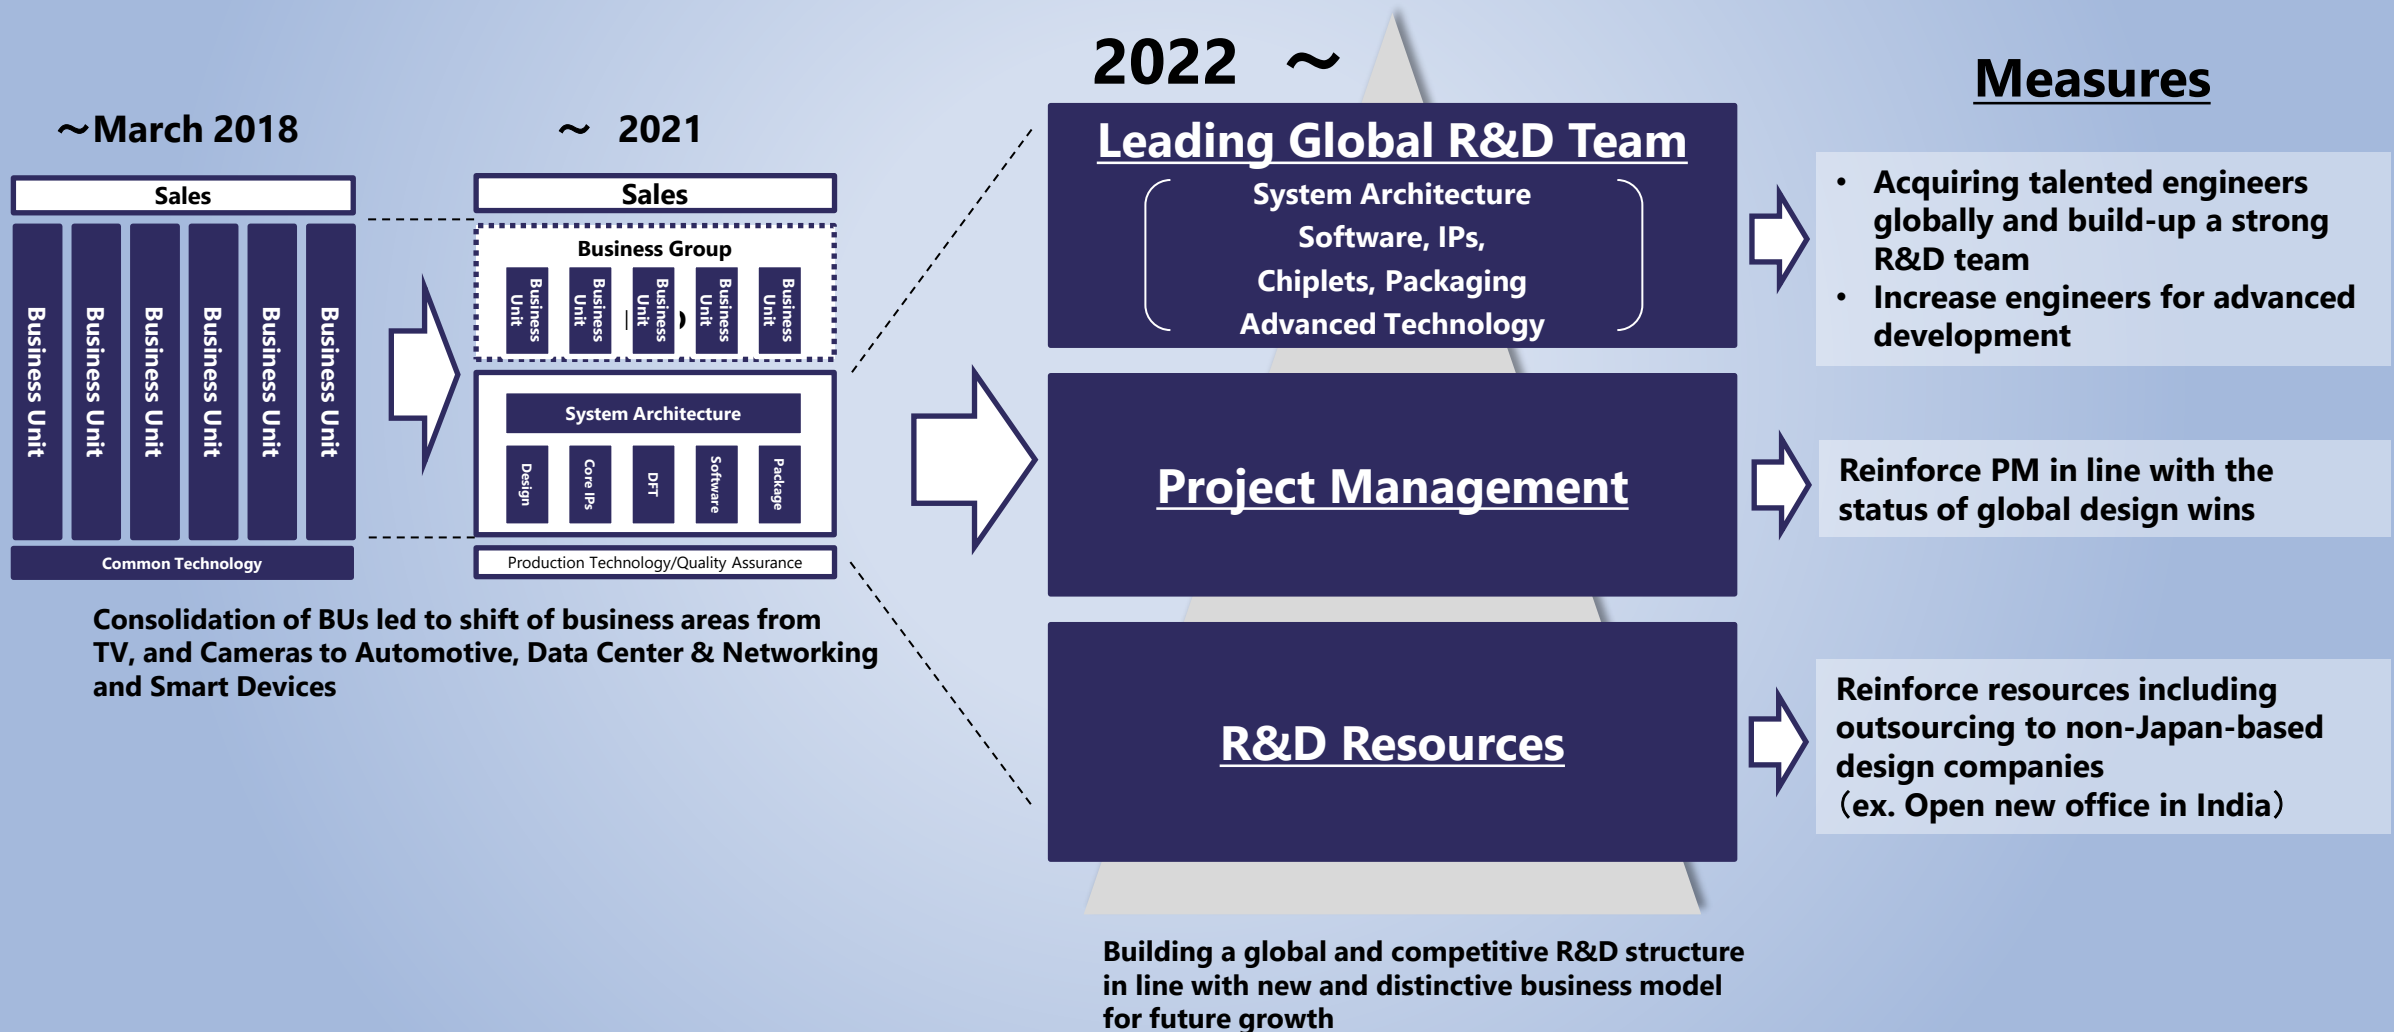 ～March 2018
Sales
Business Unit
Business Unit
Business Unit
Business Unit
Business Unit
Business Unit
Common Technology
～ 2021
Sales
Business Group
Business
Unit
Business
Unit
Business
Unit
Business
Unit
Business
Unit
System Architecture
Design
Core IPs
DFT
Software
Package
Production Technology/Quality Assurance
Consolidation of BUs led to shift of business areas from
TV, and Cameras to Automotive, Data Center & Networking
and Smart Devices
2022 ～
Leading Global R&D Team
System Architecture
Software, IPs,
Chiplets, Packaging
Advanced Technology
Project Management
R&D Resources
Building a global and competitive R&D structure
in line with new and distinctive business model
for future growth
Measures
• Acquiring talented engineers
globally and build-up a strong
R&D team
• Increase engineers for advanced
development
Reinforce PM in line with the
status of global design wins
Reinforce resources including
outsourcing to non-Japan-based
design companies
（ex. Open new office in India）